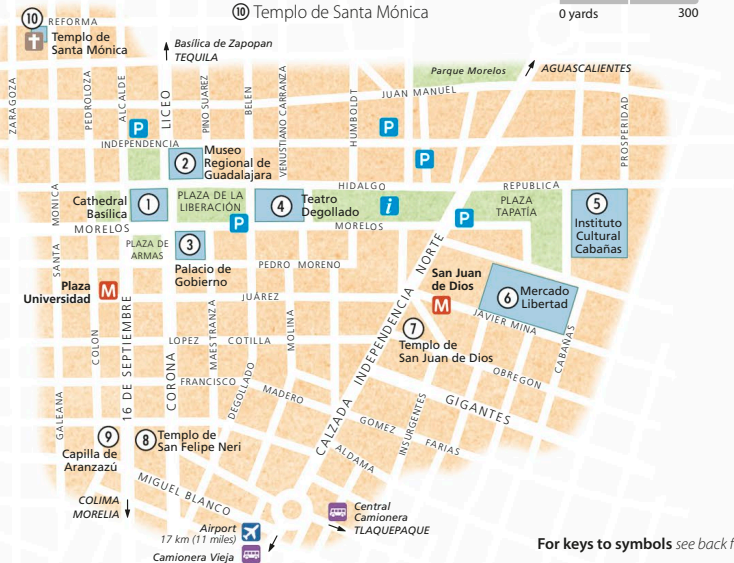 ⑩ Templo de Santa Mónica
0 yards 300
⑩ REFORMA
Templo de
Santa Mónica
Basílica de Zapopan
TEQUILA
Parque Morelos
AGUASCALIENTES
ZARAGOZA
PEDROLOZA
ALCALDE
LICEO
PINO SUAREZ
BELEN
VENUSTIANO CARRANZA
HUMBOLDT
JUAN MANUEL
PROSPERIDAD
P
P
P
INDEPENDENCIA
②
Museo
Regional de
Guadalajara
HIDALGO
REPUBLICA
SANTA MONICA
Cathedral
Basílica
①
PLAZA DE LA
LIBERACIÓN
P
④
Teatro
Degollado
i
P
PLAZA
TAPATÍA
⑤
Instituto
Cultural
Cabañas
MORELOS
MORELOS
PLAZA DE
ARMAS
③
Palacio de
Gobierno
PEDRO MORENO
Plaza
Universidad
M
San Juan
de Dios
M
⑥
Mercado
Libertad
JUÁREZ
JAVIER MINA
CABAÑAS
⑦
Templo de
San Juan de Dios
COLON
16 DE SEPTIEMBRE
CORONA
LOPEZ COTILLA
MAESTRANZA
MOLINA
CALZADA INDEPENDENCIA NORTE
OBREGON
FRANCISCO MADERO
DEGOLLADO
GIGANTES
GALEANA
GOMEZ FARIAS
INSURGENTES
ALDAMA
⑨
Capilla de
Aranzazú
⑧
Templo de
San Felipe Neri
MIGUEL BLANCO
COLIMA
MORELIA
Central
Camionera
TLAQUEPAQUE
Airport
17 km (11 miles)
Camionera Vieja
For keys to symbols see back f